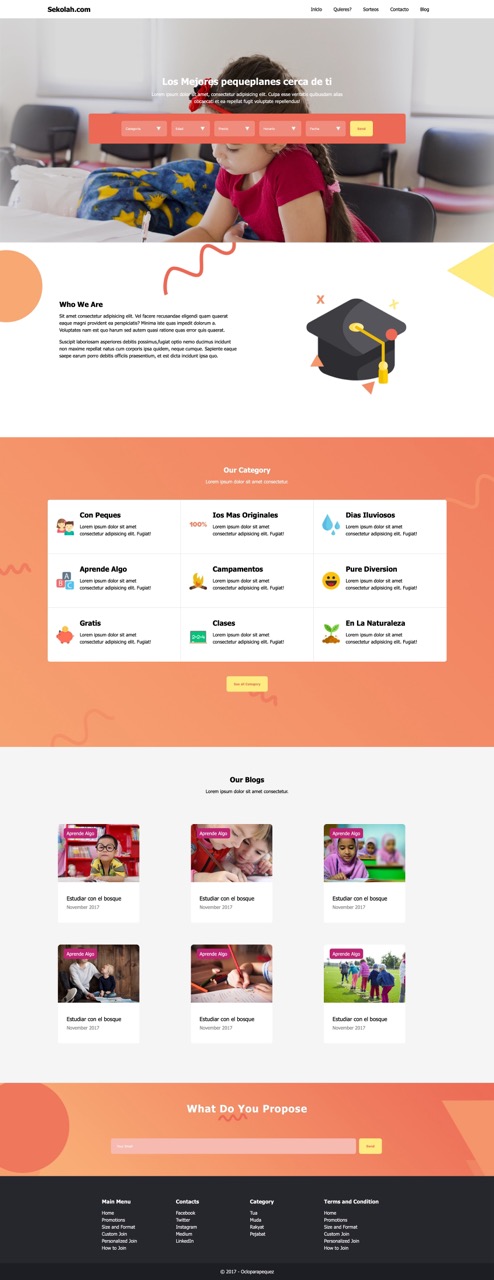 Sekolah.com
Inicio Quieres? Sorteos Contacto Blog
Los Mejores pequeplanes cerca de ti
Lorem ipsum dolor sit amet, consectetur adipisicing elit. Culpa esse veritatis quibusdam alias
occaecati et ea repellat fugit voluptate repellendus!
Who We Are
Sit amet consectetur adipisicing elit. Vel facere recusandae eligendi quam quaerat
eaque magni provident ea perspiciatis? Minima iste quas impedit dolorum a.
Voluptates nam est quo harum sed autem quasi ratione quas error quis quaerat.
Suscipit laboriosam asperiores debitis possimus,fugiat optio nemo ducimus incidunt
non maxime repellat natus cum corporis ipsa quidem, neque cumque. Sapiente eaque
saepe earum porro debitis officiis praesentium, et est dicta incidunt ipsa quo.
Our Category
Lorem ipsum dolor sit amet consectetur.
Con Peques
Lorem ipsum dolor sit amet
consectetur adipisicing elit. Fugiat!
100%
Ios Mas Originales
Lorem ipsum dolor sit amet
consectetur adipisicing elit. Fugiat!
Dias Iluviosos
Lorem ipsum dolor sit amet
consectetur adipisicing elit. Fugiat!
A
B C
Aprende Algo
Lorem ipsum dolor sit amet
consectetur adipisicing elit. Fugiat!
Campamentos
Lorem ipsum dolor sit amet
consectetur adipisicing elit. Fugiat!
Pure Diversion
Lorem ipsum dolor sit amet
consectetur adipisicing elit. Fugiat!
Gratis
Lorem ipsum dolor sit amet
consectetur adipisicing elit. Fugiat!
2+2=4
Clases
Lorem ipsum dolor sit amet
consectetur adipisicing elit. Fugiat!
En La Naturaleza
Lorem ipsum dolor sit amet
consectetur adipisicing elit. Fugiat!
See All Category
Our Blogs
Lorem ipsum dolor sit amet consectetur.
Aprende Algo
Estudiar con el bosque
November 2017
Aprende Algo
Estudiar con el bosque
November 2017
Aprende Algo
Estudiar con el bosque
November 2017
Aprende Algo
Estudiar con el bosque
November 2017
Aprende Algo
Estudiar con el bosque
November 2017
Aprende Algo
Estudiar con el bosque
November 2017
What Do You Propose
Send
Main Menu
Home
Promotions
Size and Format
Custom Join
Personalized Join
How to Join
Contacts
Facebook
Twitter
Instagram
Medium
LinkedIn
Category
Tua
Muda
Rakyat
Pejabat
Terms and Condition
Home
Promotions
Size and Format
Custom Join
Personalized Join
How to Join
© 2017 - Ocioparapequez